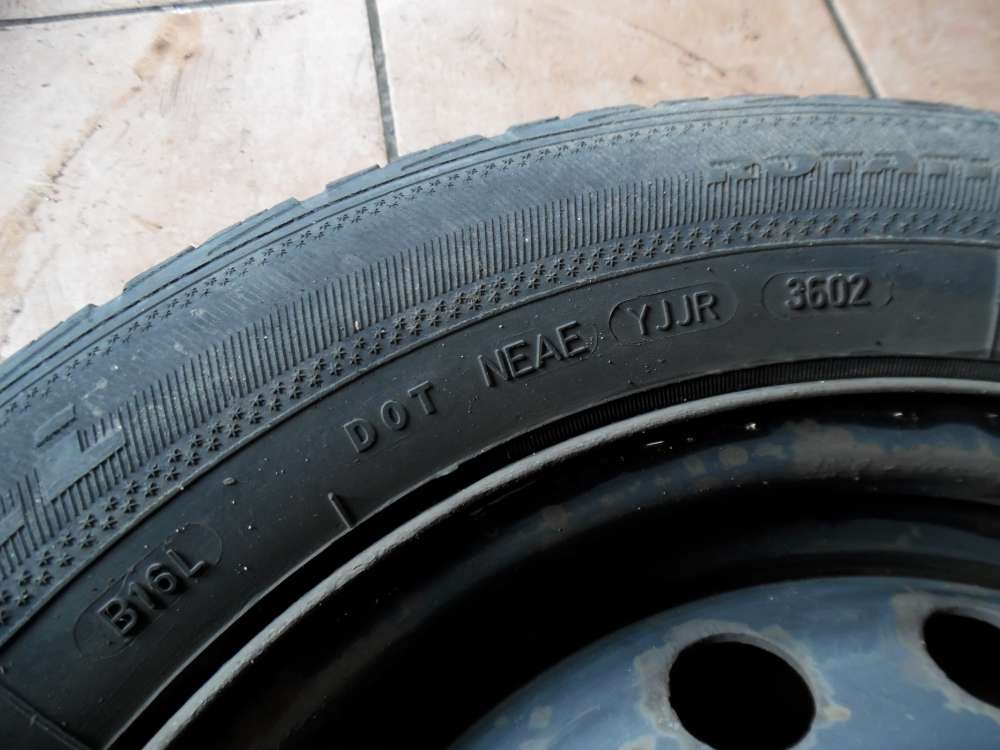 DOT NEAE YJJR 3602
B16L